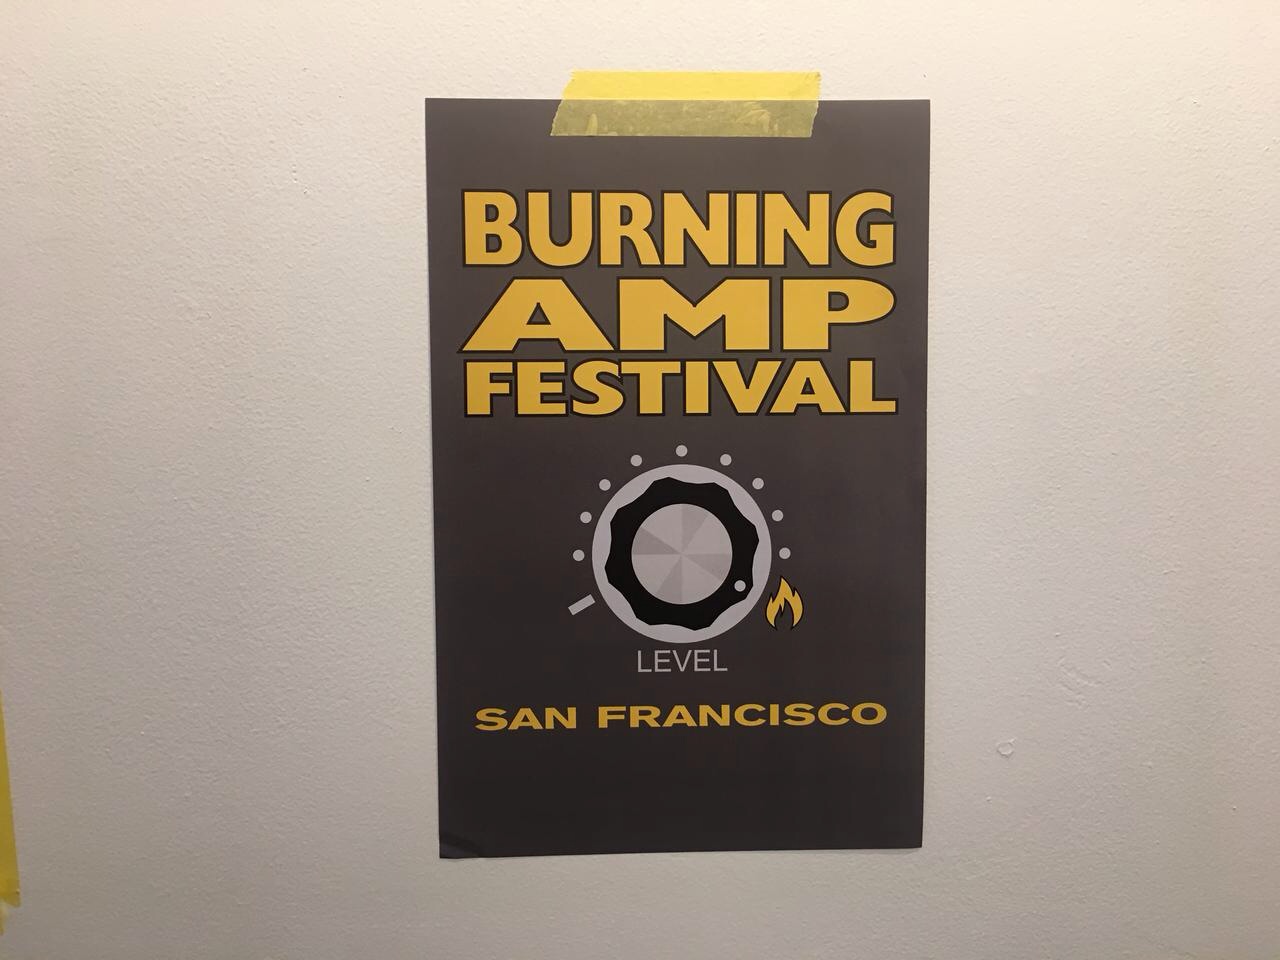 BURNING
AMP
FESTIVAL
LEVEL
SAN FRANCISCO